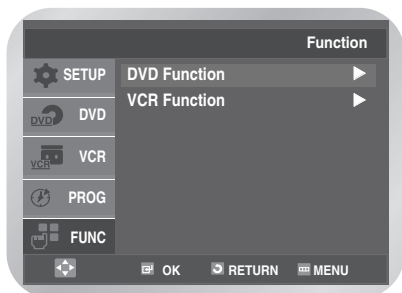 Function
SETUP
DVD
DVD
VCR
VCR
PROG
FUNC
DVD Function
VCR Function
OK RETURN MENU